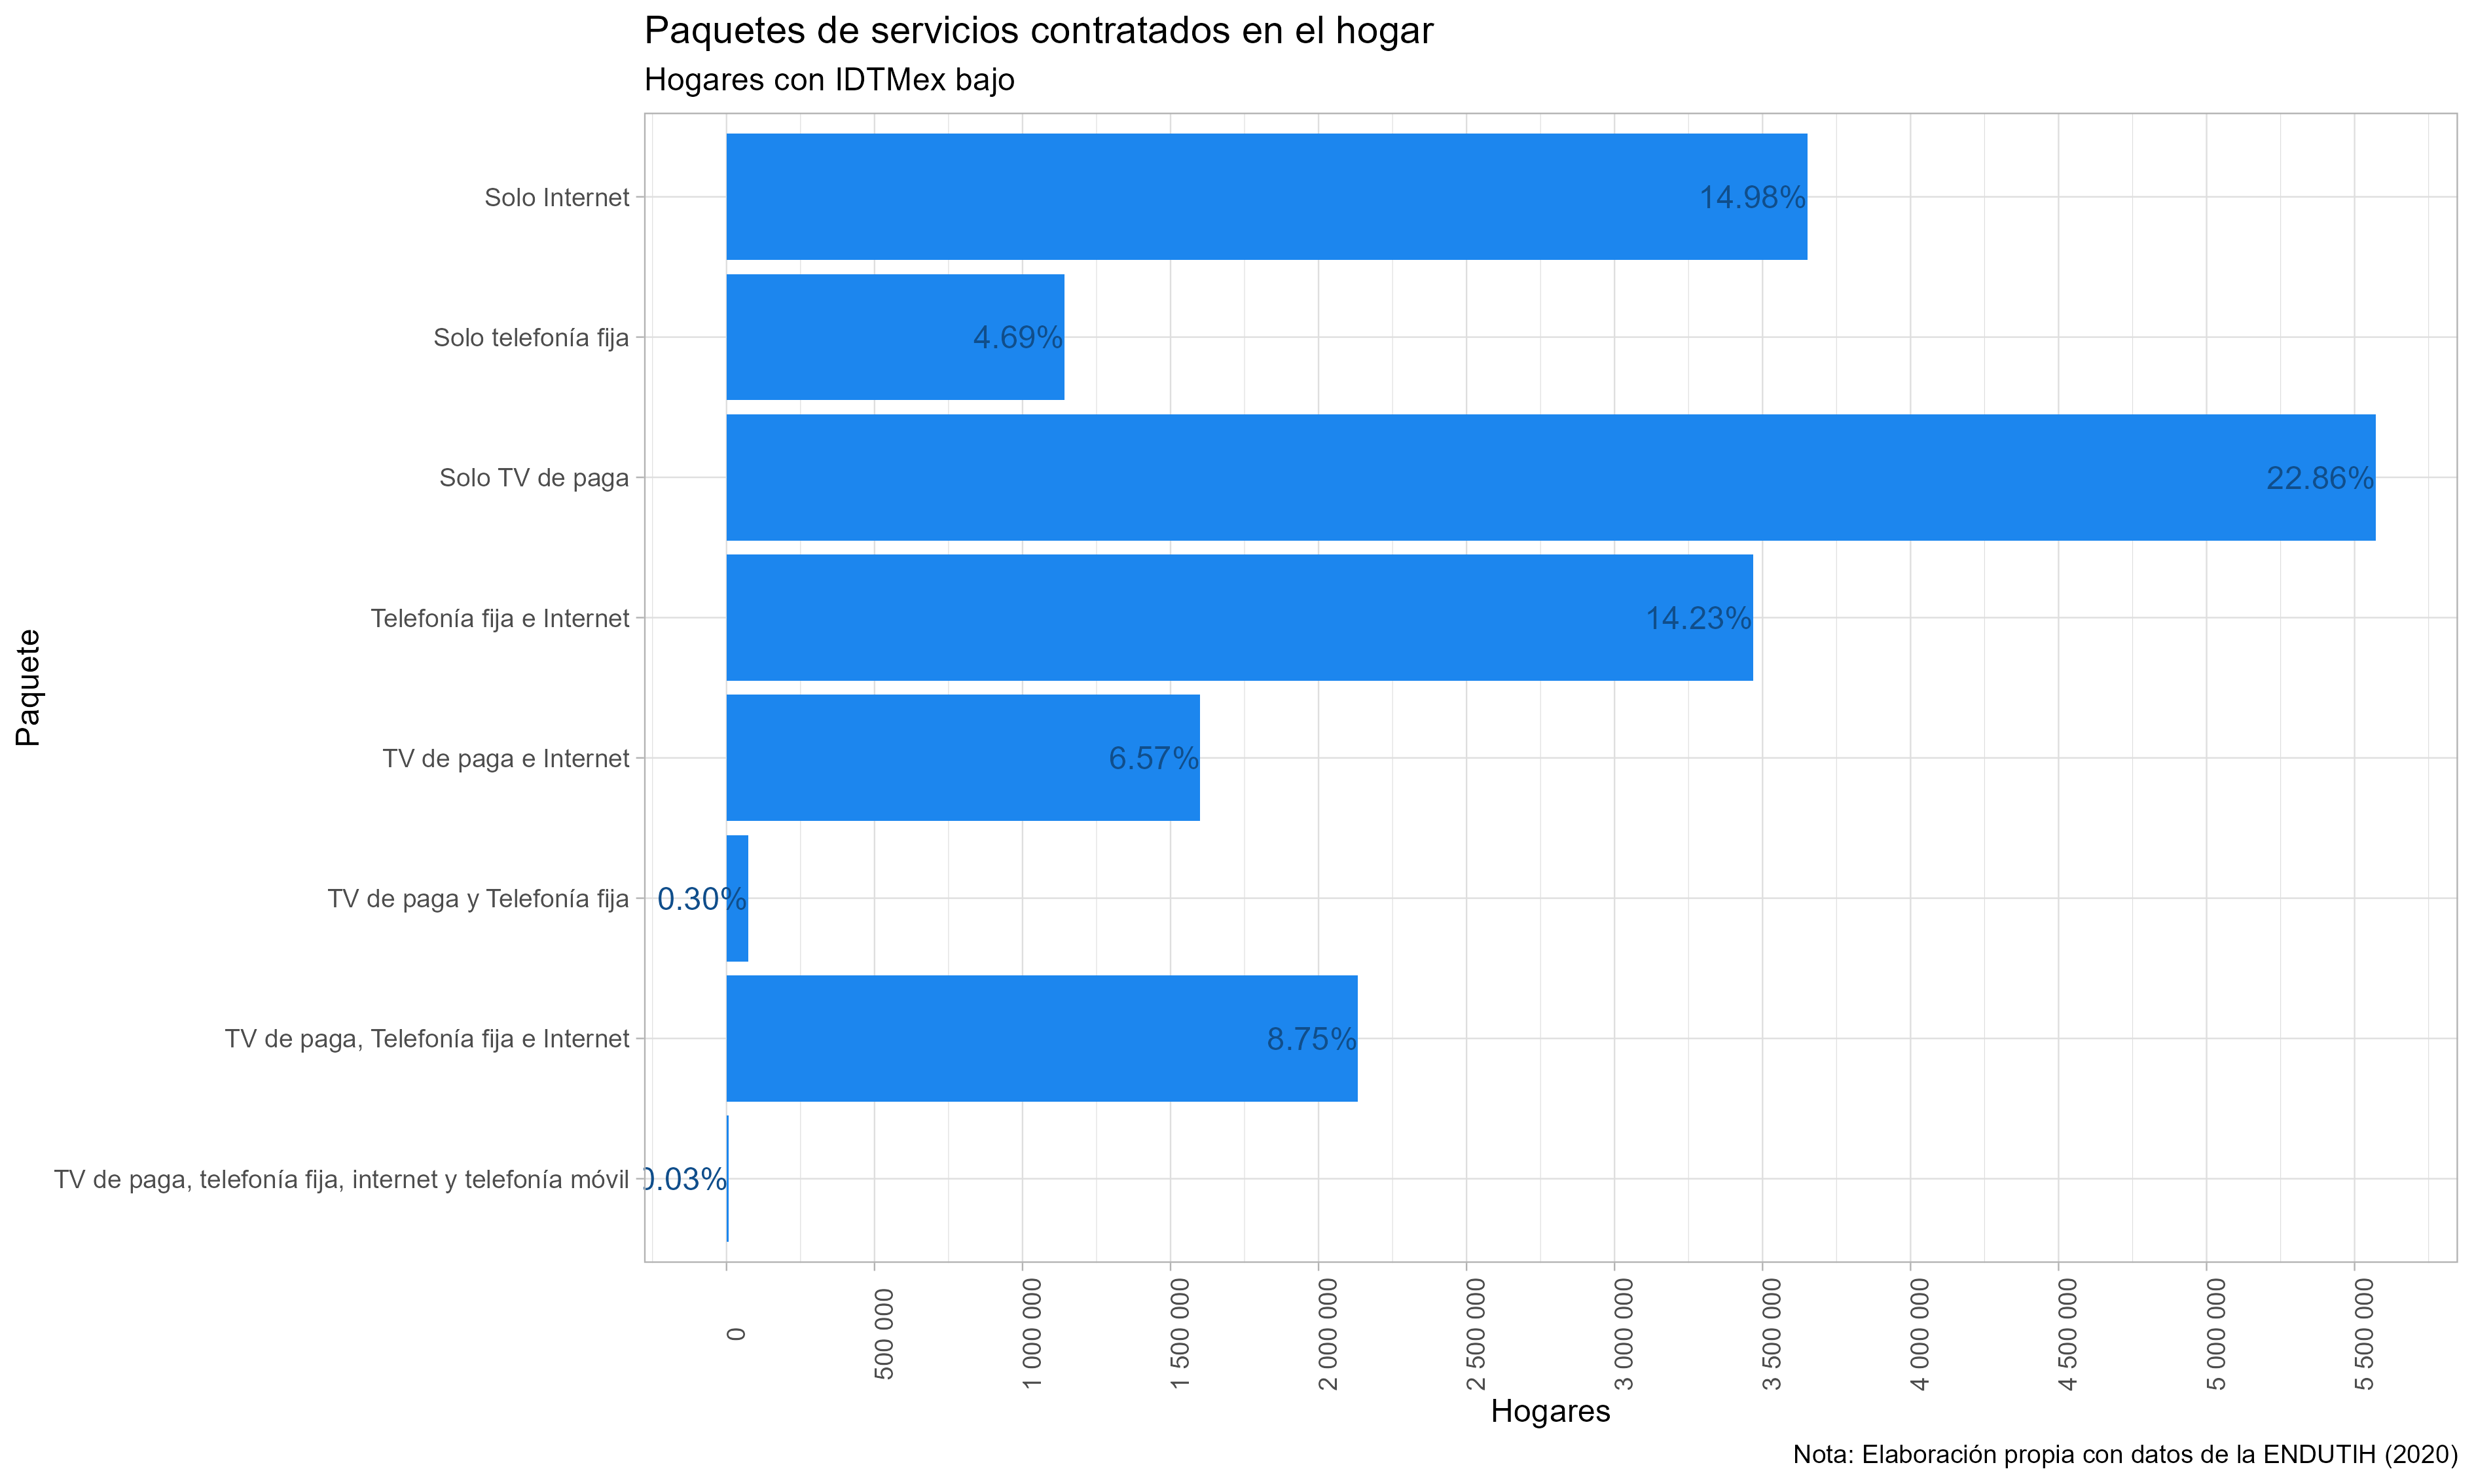 Paquetes de servicios contratados en el hogar
Hogares con IDTMex bajo
Paquete
Solo Internet
14.98%
Solo telefonía fija
4.69%
Solo TV de paga
22.86%
Telefonía fija e Internet
14.23%
TV de paga e Internet
6.57%
TV de paga y Telefonía fija
0.30%
TV de paga, Telefonía fija e Internet
8.75%
TV de paga, telefonía fija, internet y telefonía móvil
0.03%
0
500 000
1 000 000
1 500 000
2 000 000
2 500 000
3 000 000
3 500 000
4 000 000
4 500 000
5 000 000
5 500 000
Hogares
Nota: Elaboración propia con datos de la ENDUTIH (2020)